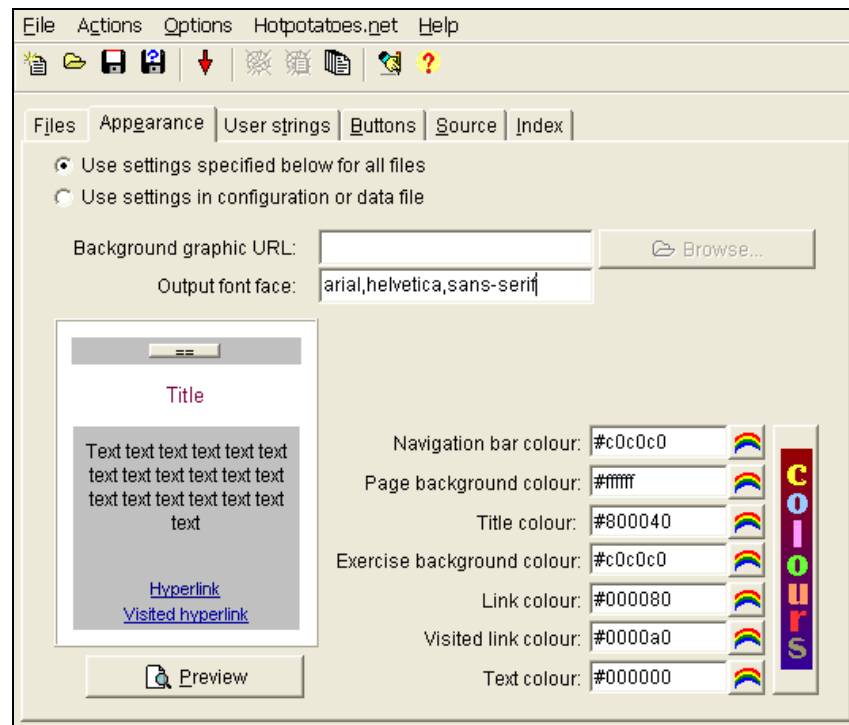 File Actions Options Hotpotatoes.net Help
Files Appearance User strings Buttons Source Index
Use settings specified below for all files
Use settings in configuration or data file
Background graphic URL: Browse...
Output font face: arial,helvetica,sans-serif
==
Title
Text text text text text text
text text text text text text
text text text text text text
text
Hyperlink
Visited hyperlink
Preview
Navigation bar colour: #c0c0c0
Page background colour: #ffffff
Title colour: #800040
Exercise background colour: #c0c0c0
Link colour: #000080
Visited link colour: #0000a0
Text colour: #000000
colours